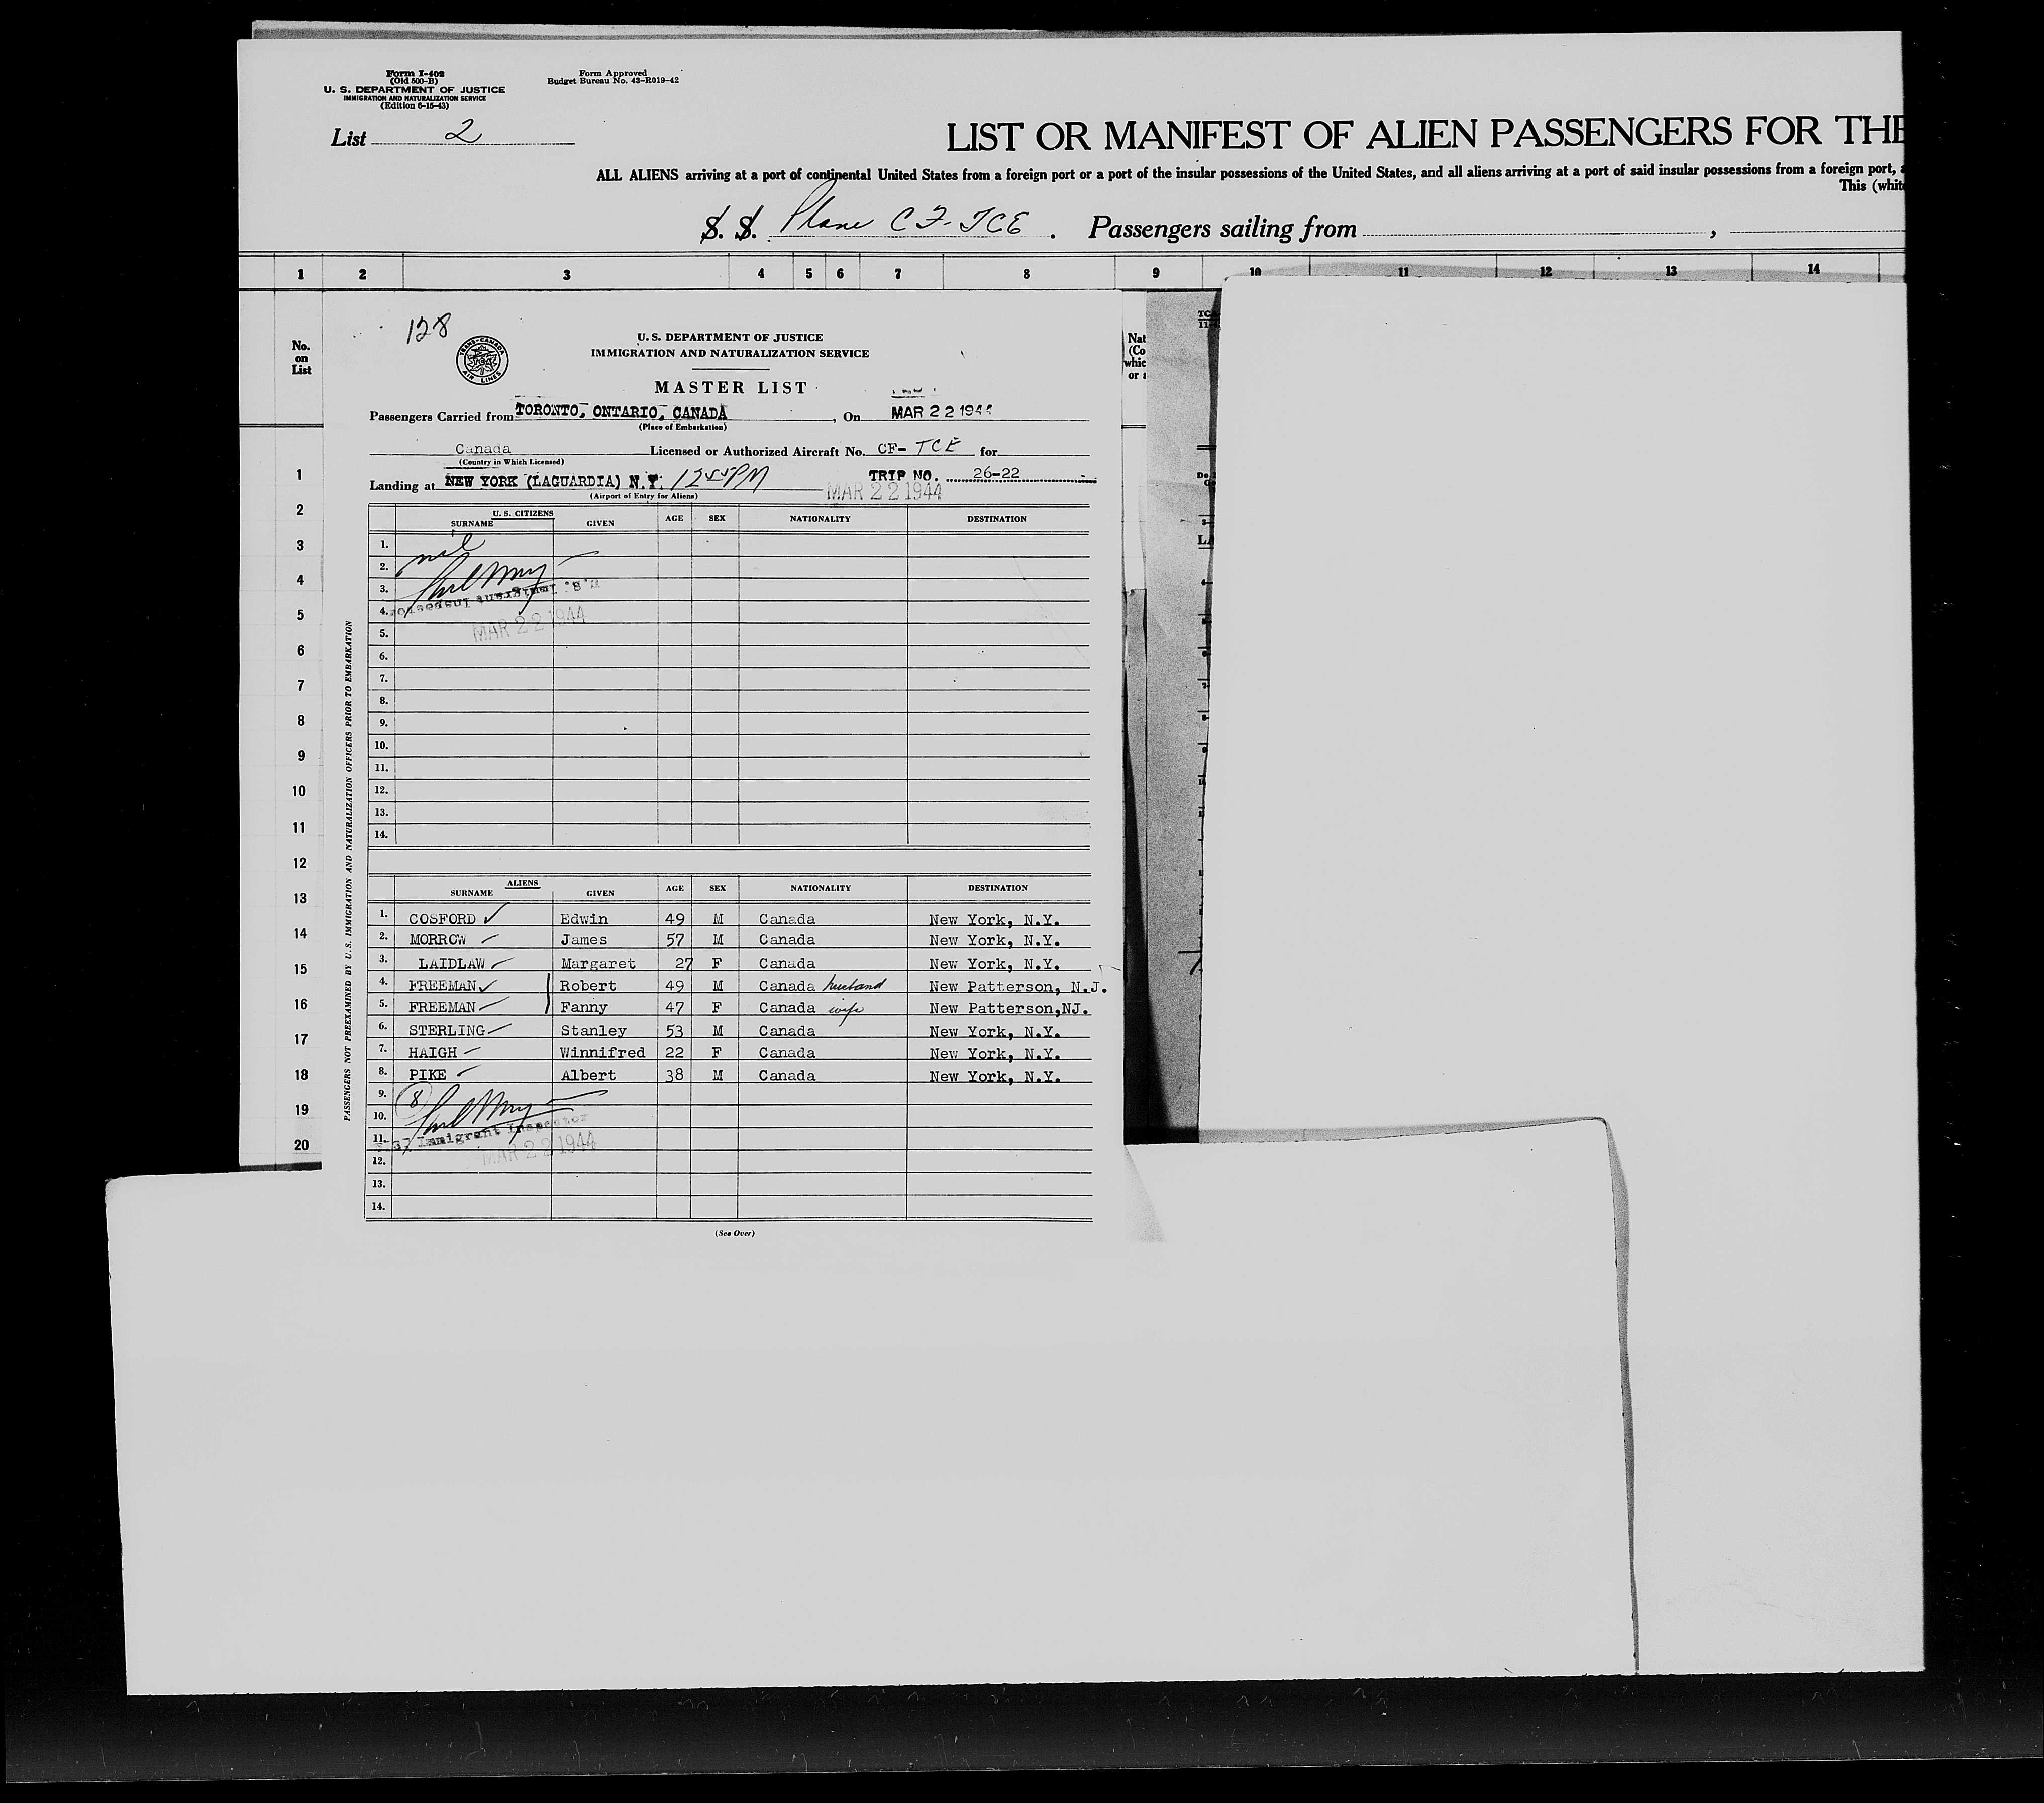 Form I-402
(Old 500-B)
U. S. DEPARTMENT OF JUSTICE
IMMIGRATION AND NATURALIZATION SERVICE
(Edition 6-15-43)
Form Approved
Budget Bureau No. 43-R019-42
List 2
LIST OR MANIFEST OF ALIEN PASSENGERS FOR THE
ALL ALIENS arriving at a port of continental United States from a foreign port or a port of the insular possessions of the United States, and all aliens arriving at a port of said insular possessions from a foreign port,
This (white
S. S. Plane CF-TCE . Passengers sailing from ,
1 2 3 4 5 6 7 8 9 10 11 12 13 14
No.
on
List
1
2
3
4
5
6
7
8
9
10
11
12
13
14
15
16
17
18
19
20
128
TRANS-CANADA AIR LINES
U. S. DEPARTMENT OF JUSTICE
IMMIGRATION AND NATURALIZATION SERVICE
MASTER LIST
Passengers Carried from TORONTO, ONTARIO, CANADA , On MAR 22 1944
(Place of Embarkation)
Canada Licensed or Authorized Aircraft No. CF-TCE for
(Country in Which Licensed)
Landing at NEW YORK (LAGUARDIA) N.Y. 1255PM TRIP NO. 26-22
(Airport of Entry for Aliens) MAR 22 1944
U. S. CITIZENS
SURNAME GIVEN AGE SEX NATIONALITY DESTINATION
1. nil
2.
3.
U.S. Immigrant Inspector
4.
MAR 22 1944
5.
6.
7.
8.
9.
10.
11.
12.
13.
14.
ALIENS
SURNAME GIVEN AGE SEX NATIONALITY DESTINATION
1. COSFORD Edwin 49 M Canada New York, N.Y.
2. MORROW James 57 M Canada New York, N.Y.
3. LAIDLAW Margaret 27 F Canada New York, N.Y.
4. FREEMAN Robert 49 M Canada husband New Patterson, N.J.
5. FREEMAN Fanny 47 F Canada wife New Patterson,NJ.
6. STERLING Stanley 53 M Canada New York, N.Y.
7. HAIGH Winnifred 22 F Canada New York, N.Y.
8. PIKE Albert 38 M Canada New York, N.Y.
9. 8
10.
11. Immigrant Inspector
MAR 22 1944
12.
13.
14.
(See Over)
PASSENGERS NOT PREEXAMINED BY U. S. IMMIGRATION AND NATURALIZATION OFFICERS PRIOR TO EMBARKATION
Nat
(Co
whic
or a